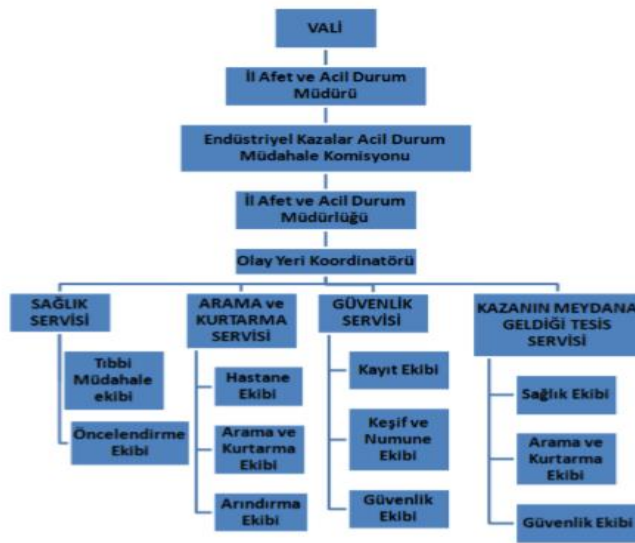 VALİ
İl Afet ve Acil Durum
Müdürü
Endüstriyel Kazalar Acil Durum
Müdahale Komisyonu
İl Afet ve Acil Durum
Müdürlüğü
Olay Yeri Koordinatörü
SAĞLIK
SERVİSİ
Tıbbi
Müdahale
ekibi
Öncelendirme
Ekibi
ARAMA ve
KURTARMA
SERVİSİ
Hastane
Ekibi
Arama ve
Kurtarma
Ekibi
Arındırma
Ekibi
GÜVENLİK
SERVİSİ
Kayıt Ekibi
Keşif ve
Numune
Ekibi
Güvenlik
Ekibi
KAZANIN MEYDANA
GELDİĞİ TESİS
SERVİSİ
Sağlık Ekibi
Arama ve
Kurtarma
Ekibi
Güvenlik Ekibi